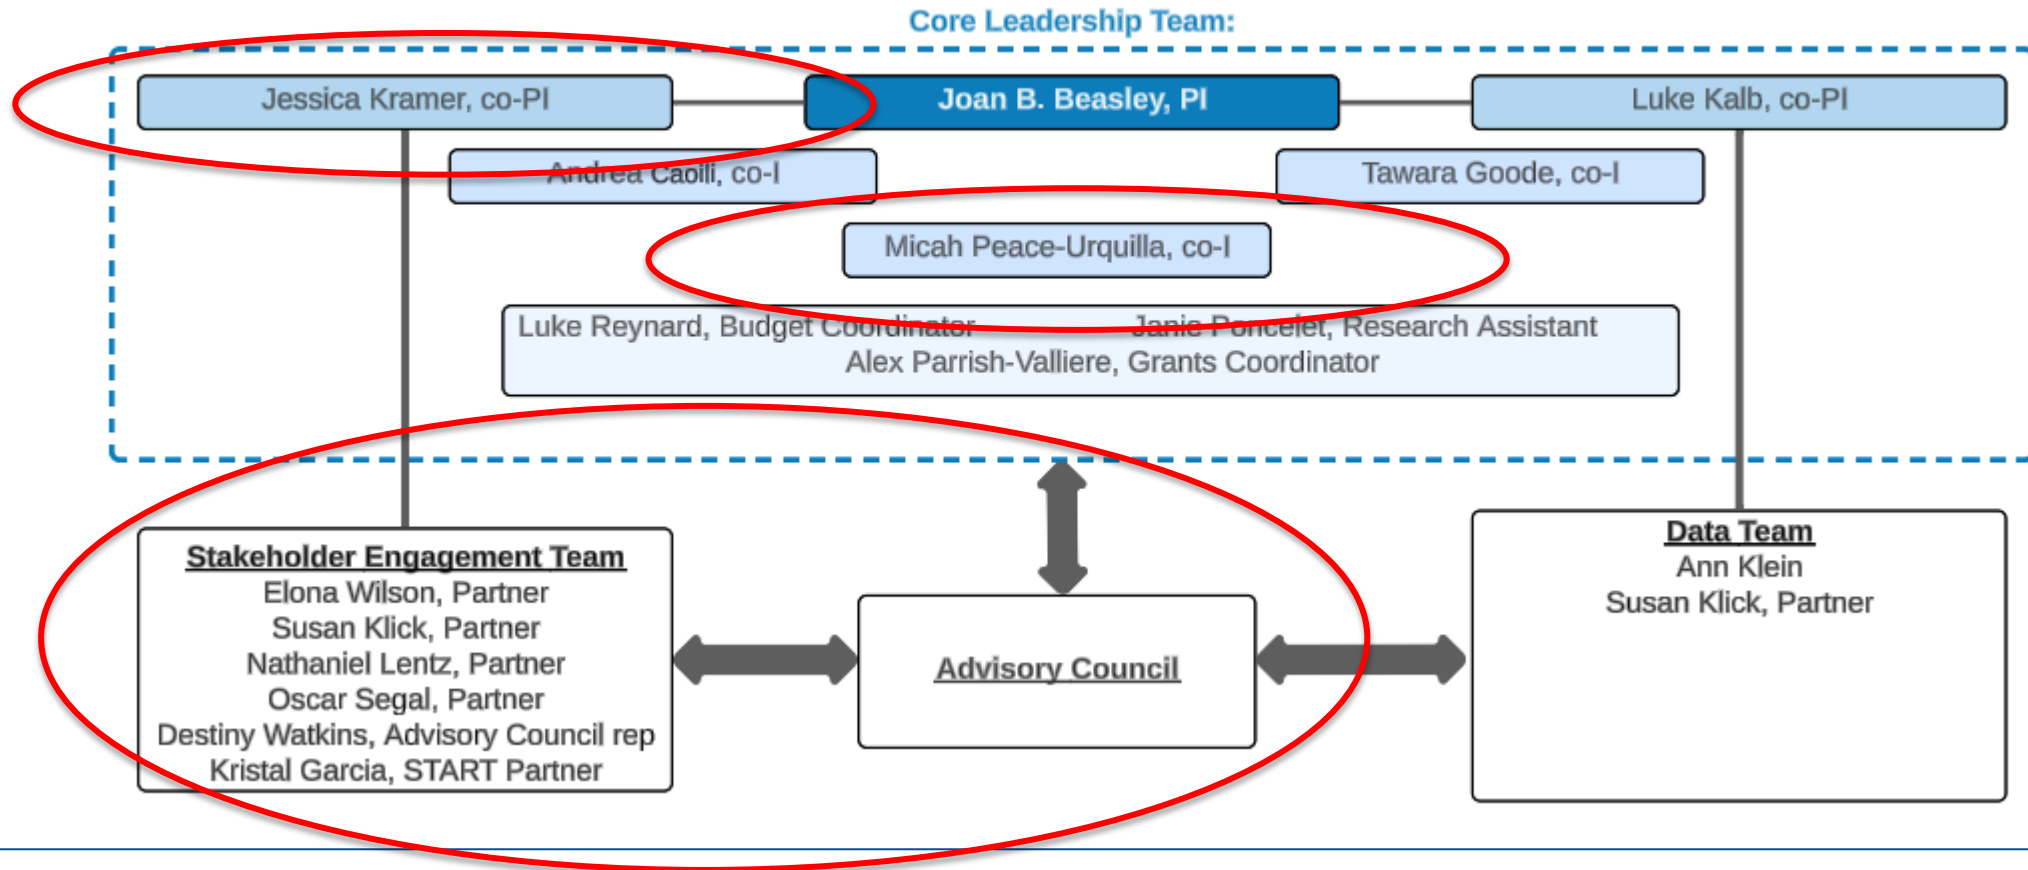 Core Leadership Team:
Jessica Kramer, co-PI
Joan B. Beasley, PI
Luke Kalb, co-PI
Andrea Caoili, co-I
Tawara Goode, co-I
Micah Peace-Urquilla, co-I
Luke Reynard, Budget Coordinator
Janie Poncelet, Research Assistant
Alex Parrish-Valliere, Grants Coordinator
Stakeholder Engagement Team
Elona Wilson, Partner
Susan Klick, Partner
Nathaniel Lentz, Partner
Oscar Segal, Partner
Destiny Watkins, Advisory Council rep
Kristal Garcia, START Partner
Advisory Council
Data Team
Ann Klein
Susan Klick, Partner